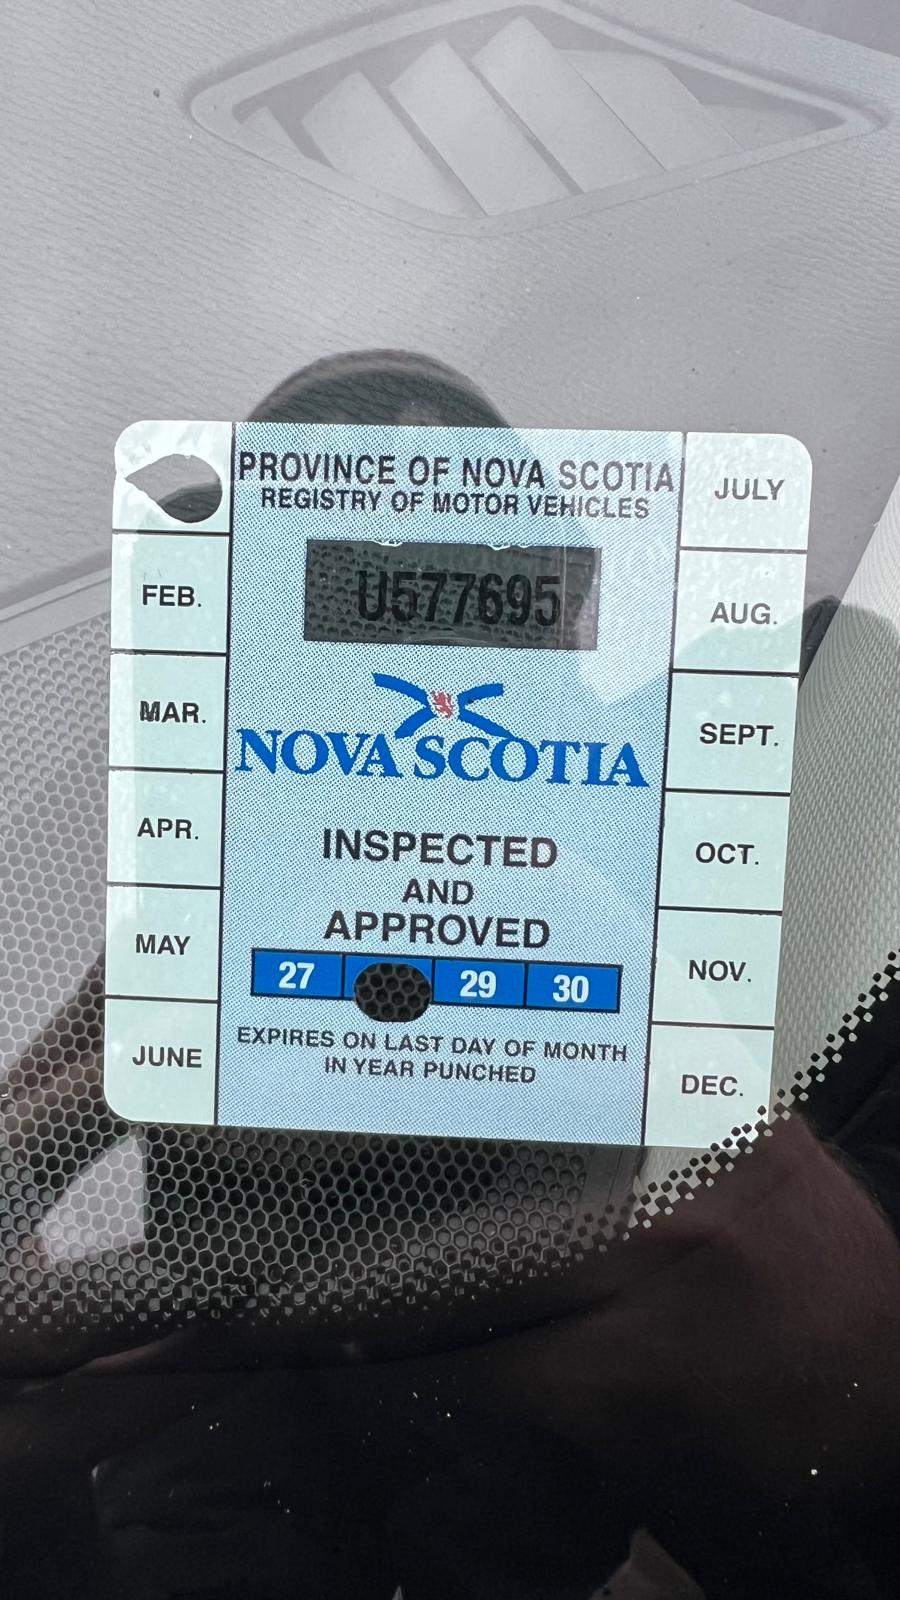 PROVINCE OF NOVA SCOTIA
REGISTRY OF MOTOR VEHICLES
U577695
NOVA SCOTIA
INSPECTED
AND
APPROVED
27 29 30
EXPIRES ON LAST DAY OF MONTH
IN YEAR PUNCHED
FEB.
MAR.
APR.
MAY
JUNE
JULY
AUG.
SEPT.
OCT.
NOV.
DEC.